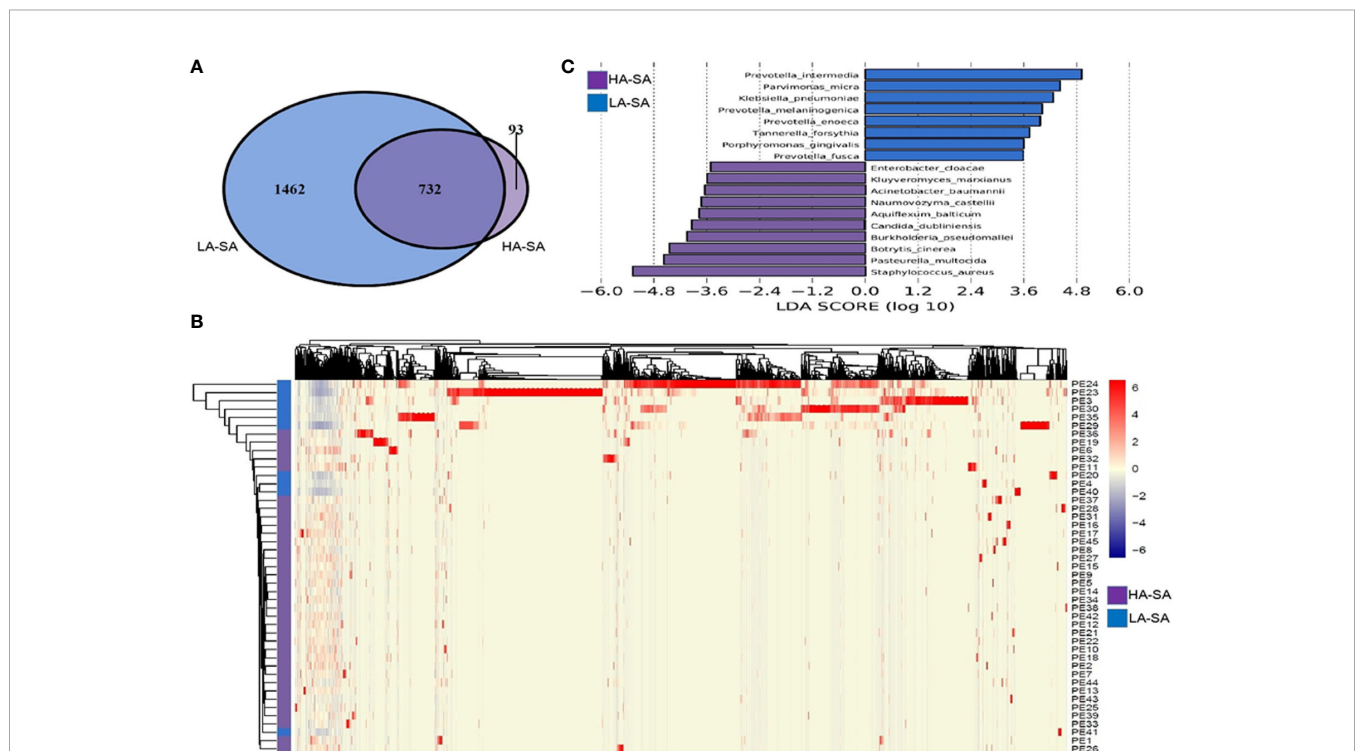 A
1462
732
93
LA-SA
HA-SA
C
HA-SA
LA-SA
Prevotella_intermedia
Parvimonas_micra
Klebsiella_pneumoniae
Prevotella_melaninogenica
Prevotella_enoeca
Tannerella_forsythia
Porphyromonas_gingivalis
Prevotella_fusca
Enterobacter_cloacae
Kluyveromyces_marxianus
Acinetobacter_baumannii
Naumovozyma_castellii
Aquiflexum_balticum
Candida_dubliniensis
Burkholderia_pseudomallei
Botrytis_cinerea
Pasteurella_multocida
Staphylococcus_aureus
−6.0 −4.8 −3.6 −2.4 −1.2 0.0 1.2 2.4 3.6 4.8 6.0
LDA SCORE (log 10)
B
PE24
PE23
PE3
PE30
PE35
PE29
PE36
PE19
PE6
PE32
PE11
PE20
PE4
PE40
PE37
PE28
PE31
PE16
PE17
PE45
PE8
PE27
PE15
PE9
PE5
PE14
PE34
PE38
PE42
PE12
PE21
PE22
PE10
PE18
PE2
PE7
PE44
PE13
PE43
PE25
PE39
PE33
PE41
PE1
PE26
6
4
2
0
−2
−4
−6
HA-SA
LA-SA